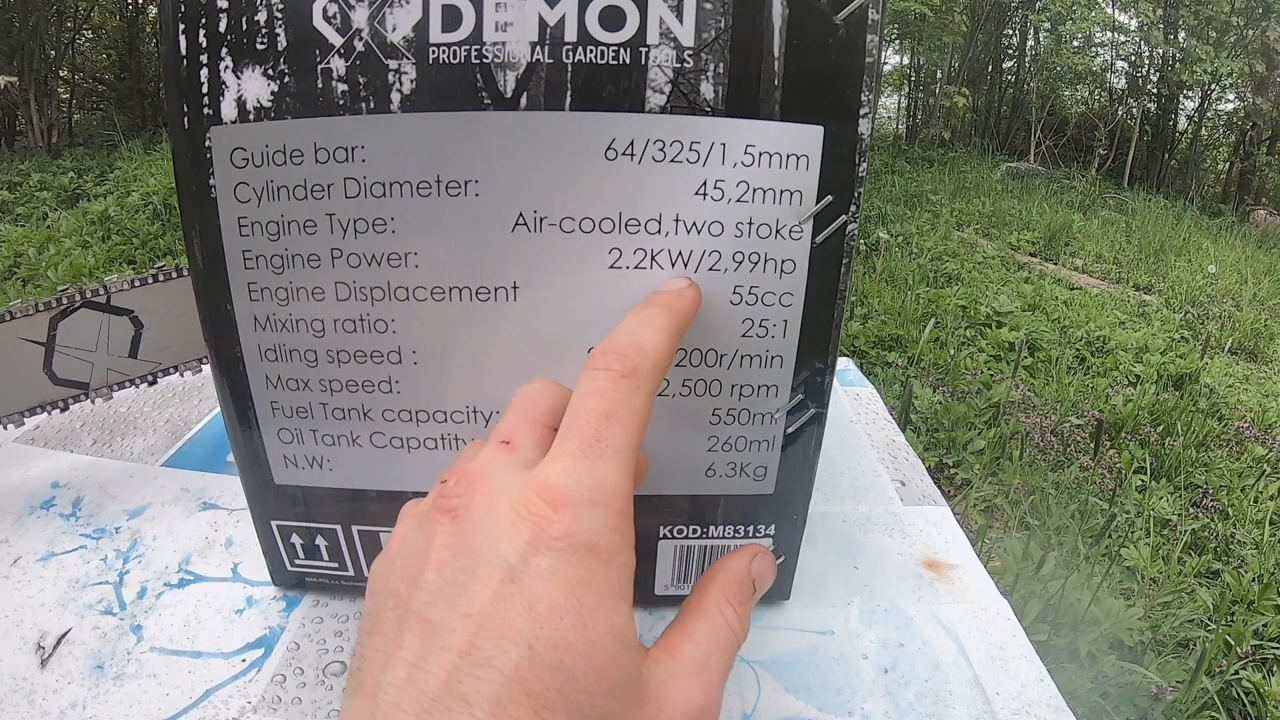 DEMON
PROFESSIONAL GARDEN TOOLS
Guide bar: 64/325/1,5mm
Cylinder Diameter: 45,2mm
Engine Type: Air-cooled,two stoke
Engine Power: 2.2KW/2,99hp
Engine Displacement 55cc
Mixing ratio: 25:1
Idling speed : 200r/min
Max speed: 2,500 rpm
Fuel Tank capacity: 550ml
Oil Tank Capatity: 260ml
N.W: 6.3Kg
KOD:M83134